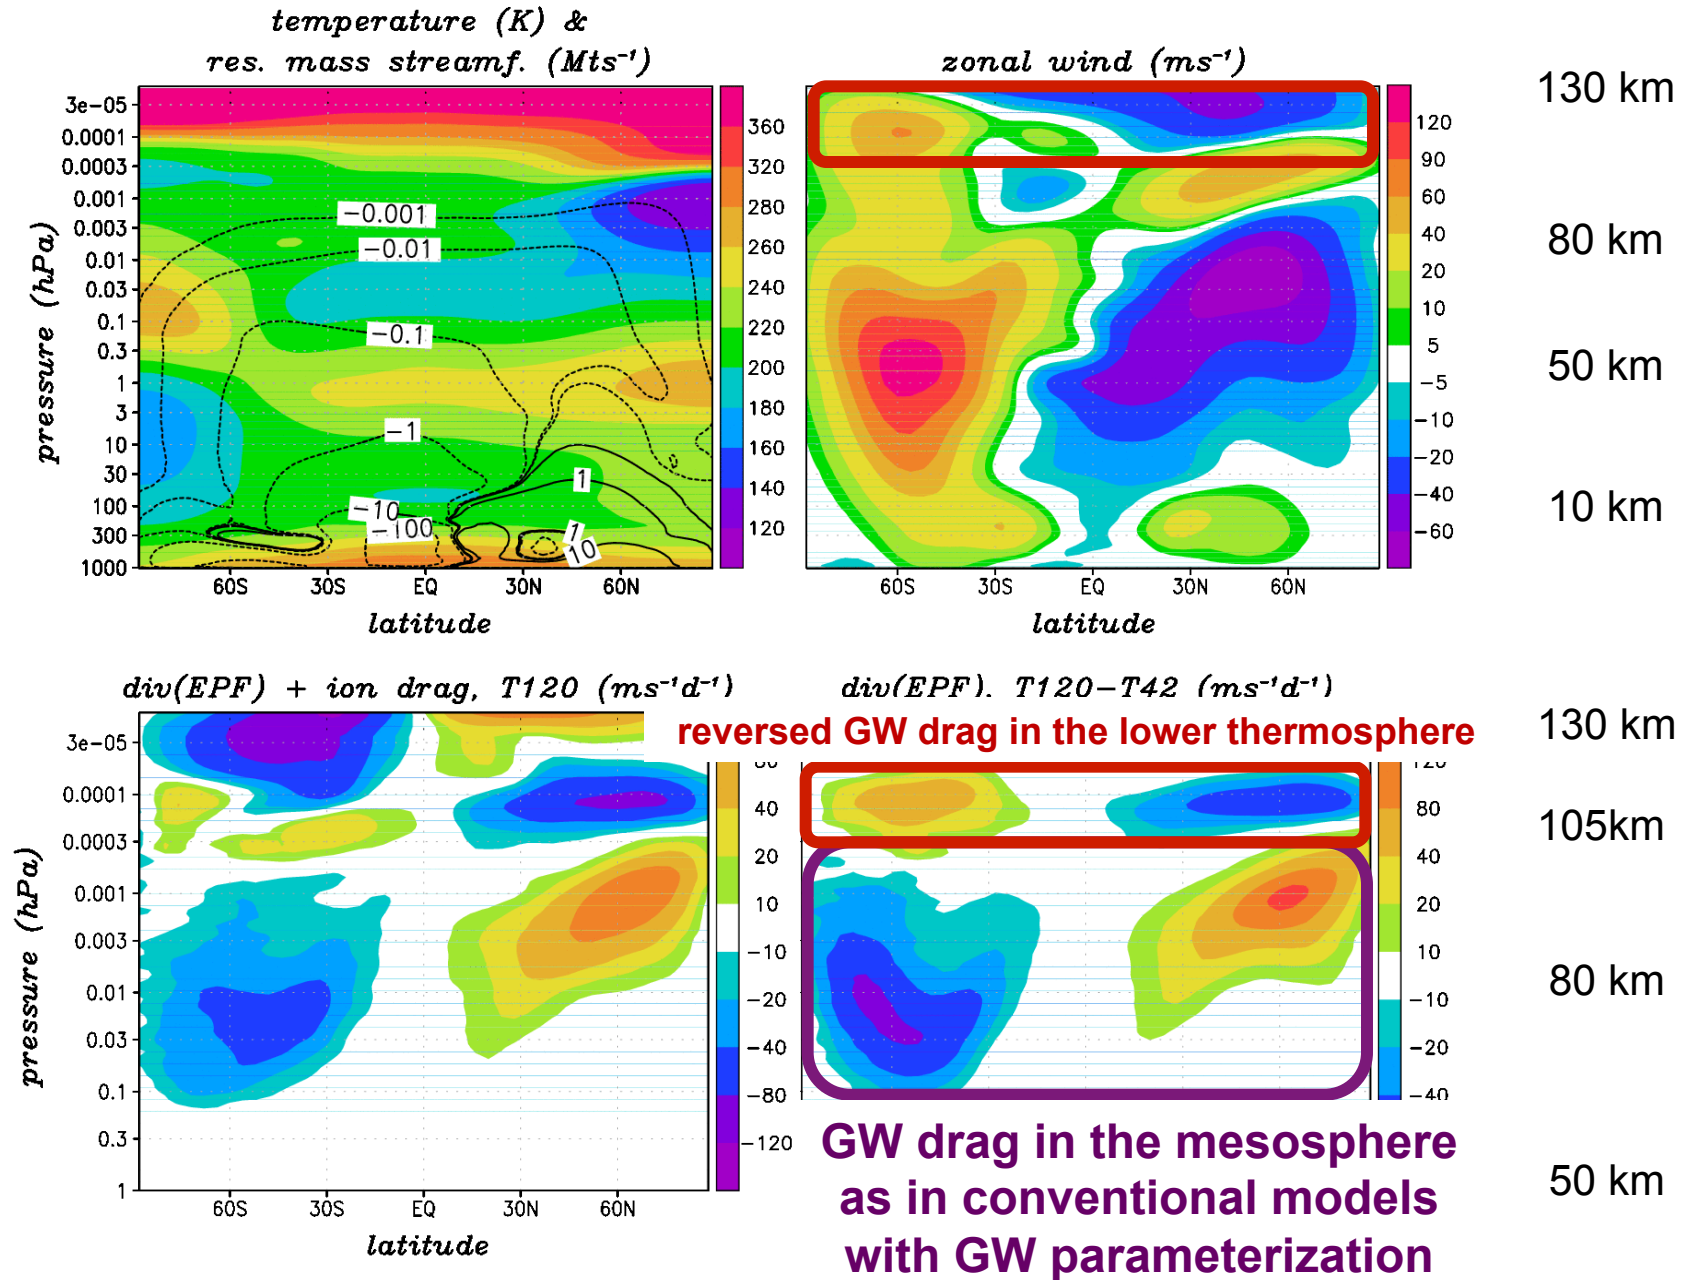 temperature (K) &
res. mass streamf. (Mts⁻¹)
3e-05
0.0001
0.0003
0.001
0.003
0.01
0.03
0.1
0.3
1
3
10
30
100
300
1000
pressure (hPa)
-0.001
-0.01
-0.1
-1
-10
-100
1
1
10
60S 30S EQ 30N 60N
latitude
360
320
280
260
240
220
200
180
160
140
120
zonal wind (ms⁻¹)
60S 30S EQ 30N 60N
latitude
120
90
60
40
20
10
5
-5
-10
-20
-40
-60
130 km
80 km
50 km
10 km
div(EPF) + ion drag, T120 (ms⁻¹d⁻¹)
3e-05
0.0001
0.0003
0.001
0.003
0.01
0.03
0.1
0.3
1
pressure (hPa)
60S 30S EQ 30N 60N
latitude
40
20
10
-10
-20
-40
-80
-120
div(EPF). T120-T42 (ms⁻¹d⁻¹)
reversed GW drag in the lower thermosphere
120
80
40
20
10
-10
-20
-40
GW drag in the mesosphere
as in conventional models
with GW parameterization
130 km
105km
80 km
50 km